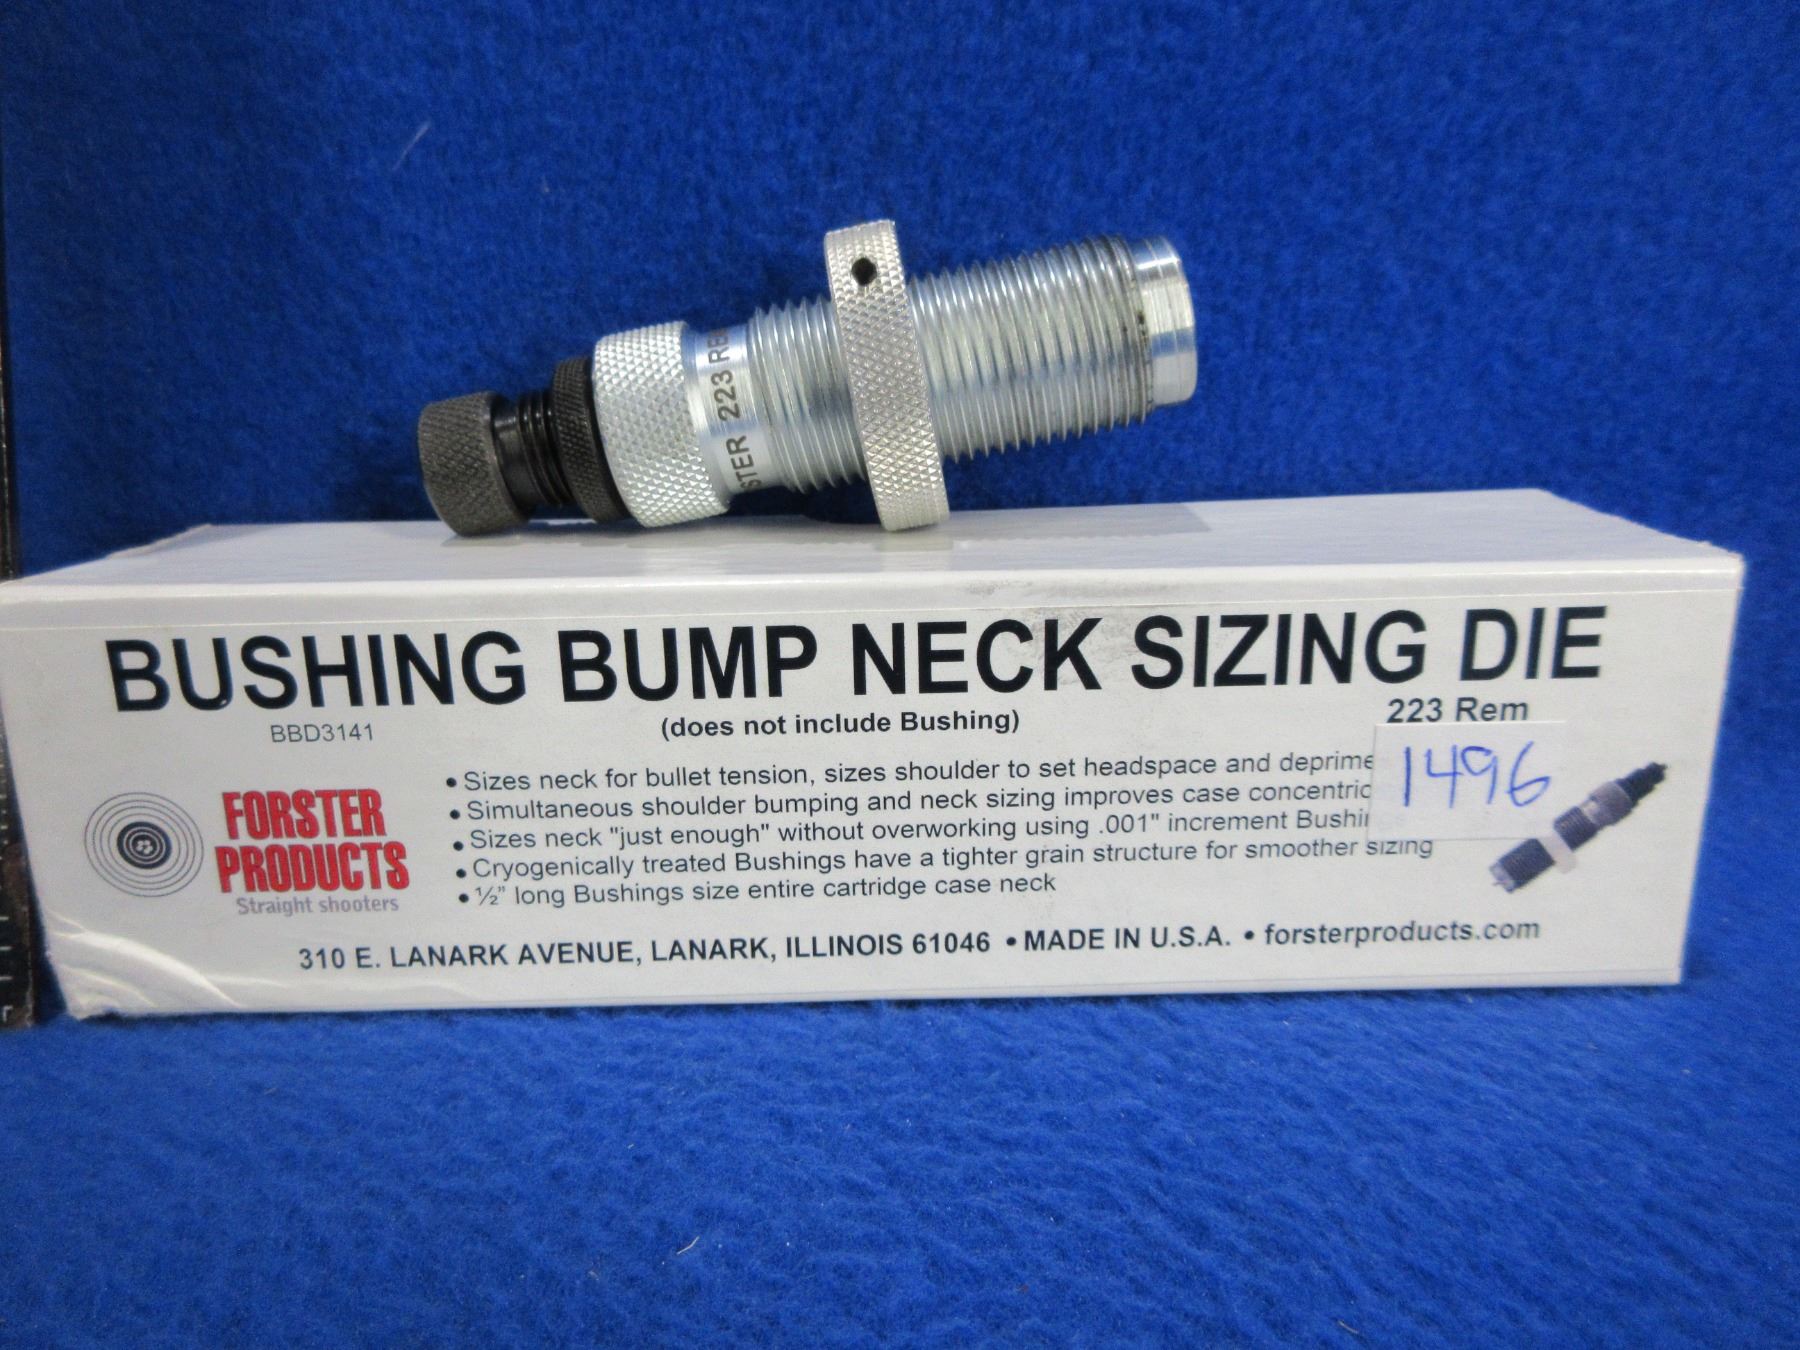 STER 223 RE
BUSHING BUMP NECK SIZING DIE
BBD3141
(does not include Bushing)
223 Rem
1496
• Sizes neck for bullet tension, sizes shoulder to set headspace and deprime
• Simultaneous shoulder bumping and neck sizing improves case concentric
• Sizes neck "just enough" without overworking using .001" increment Bushi
• Cryogenically treated Bushings have a tighter grain structure for smoother sizing
• ½" long Bushings size entire cartridge case neck
FORSTER
PRODUCTS
Straight shooters
310 E. LANARK AVENUE, LANARK, ILLINOIS 61046 • MADE IN U.S.A. • forsterproducts.com